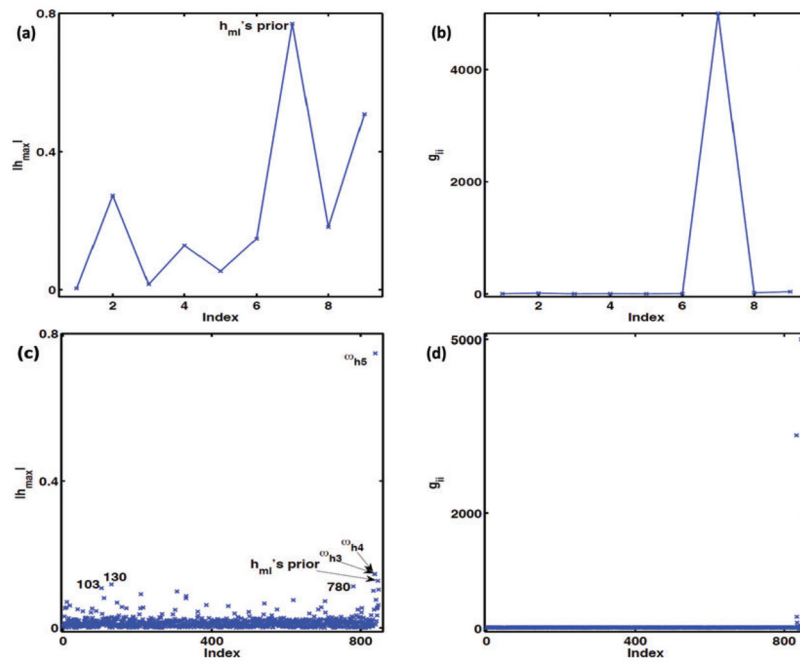 (a)
0.8
0.4
0
|h_max|
h_ml's prior
2
4
6
8
Index
(b)
4000
2000
0
g_ii
2
4
6
8
Index
(c)
0.8
0.4
0
|h_max|
ω_h5
ω_h4
ω_h3
h_ml's prior
103
130
780
0
400
800
Index
(d)
5000
2000
0
g_ii
0
400
800
Index